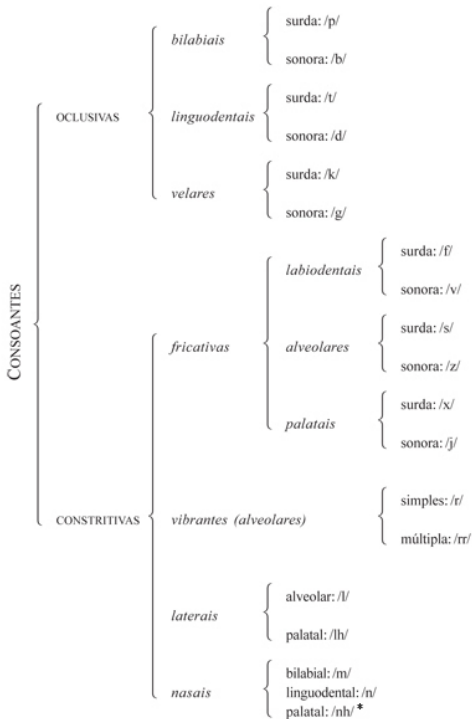 CONSOANTES
OCLUSIVAS
bilabiais
surda: /p/
sonora: /b/
linguodentais
surda: /t/
sonora: /d/
velares
surda: /k/
sonora: /g/
CONSTRITIVAS
fricativas
labiodentais
surda: /f/
sonora: /v/
alveolares
surda: /s/
sonora: /z/
palatais
surda: /x/
sonora: /j/
vibrantes (alveolares)
simples: /r/
múltipla: /rr/
laterais
alveolar: /l/
palatal: /lh/
nasais
bilabial: /m/
linguodental: /n/
palatal: /nh/ *